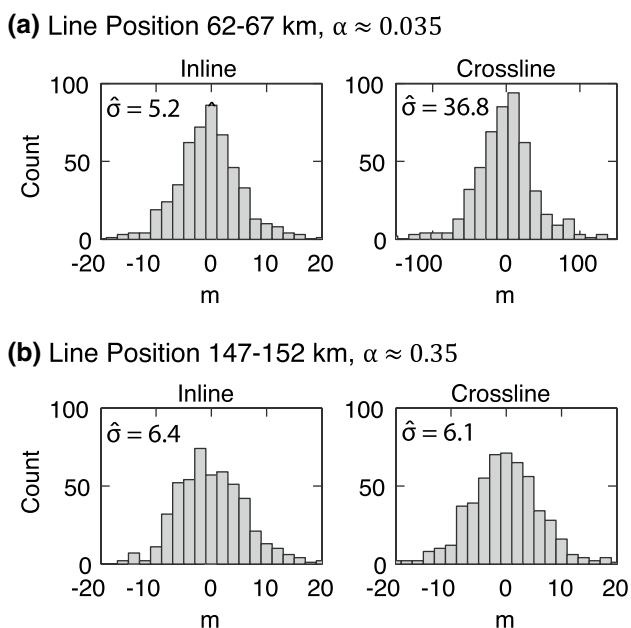 (a) Line Position 62-67 km, α ≈ 0.035
Inline
Crossline
100
50
0
Count
σ̂ = 5.2
-20 -10 0 10 20
m
100
50
0
σ̂ = 36.8
-100 0 100
m
(b) Line Position 147-152 km, α ≈ 0.35
Inline
Crossline
100
50
0
Count
σ̂ = 6.4
-20 -10 0 10 20
m
100
50
0
σ̂ = 6.1
-20 -10 0 10 20
m